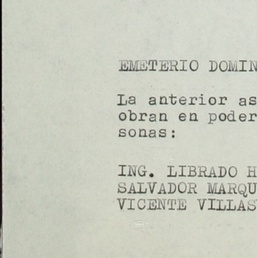 EMETERIO DOMIN
La anterior as
obran en poder
sonas:
ING. LIBRADO H
SALVADOR MARQU
VICENTE VILLAS